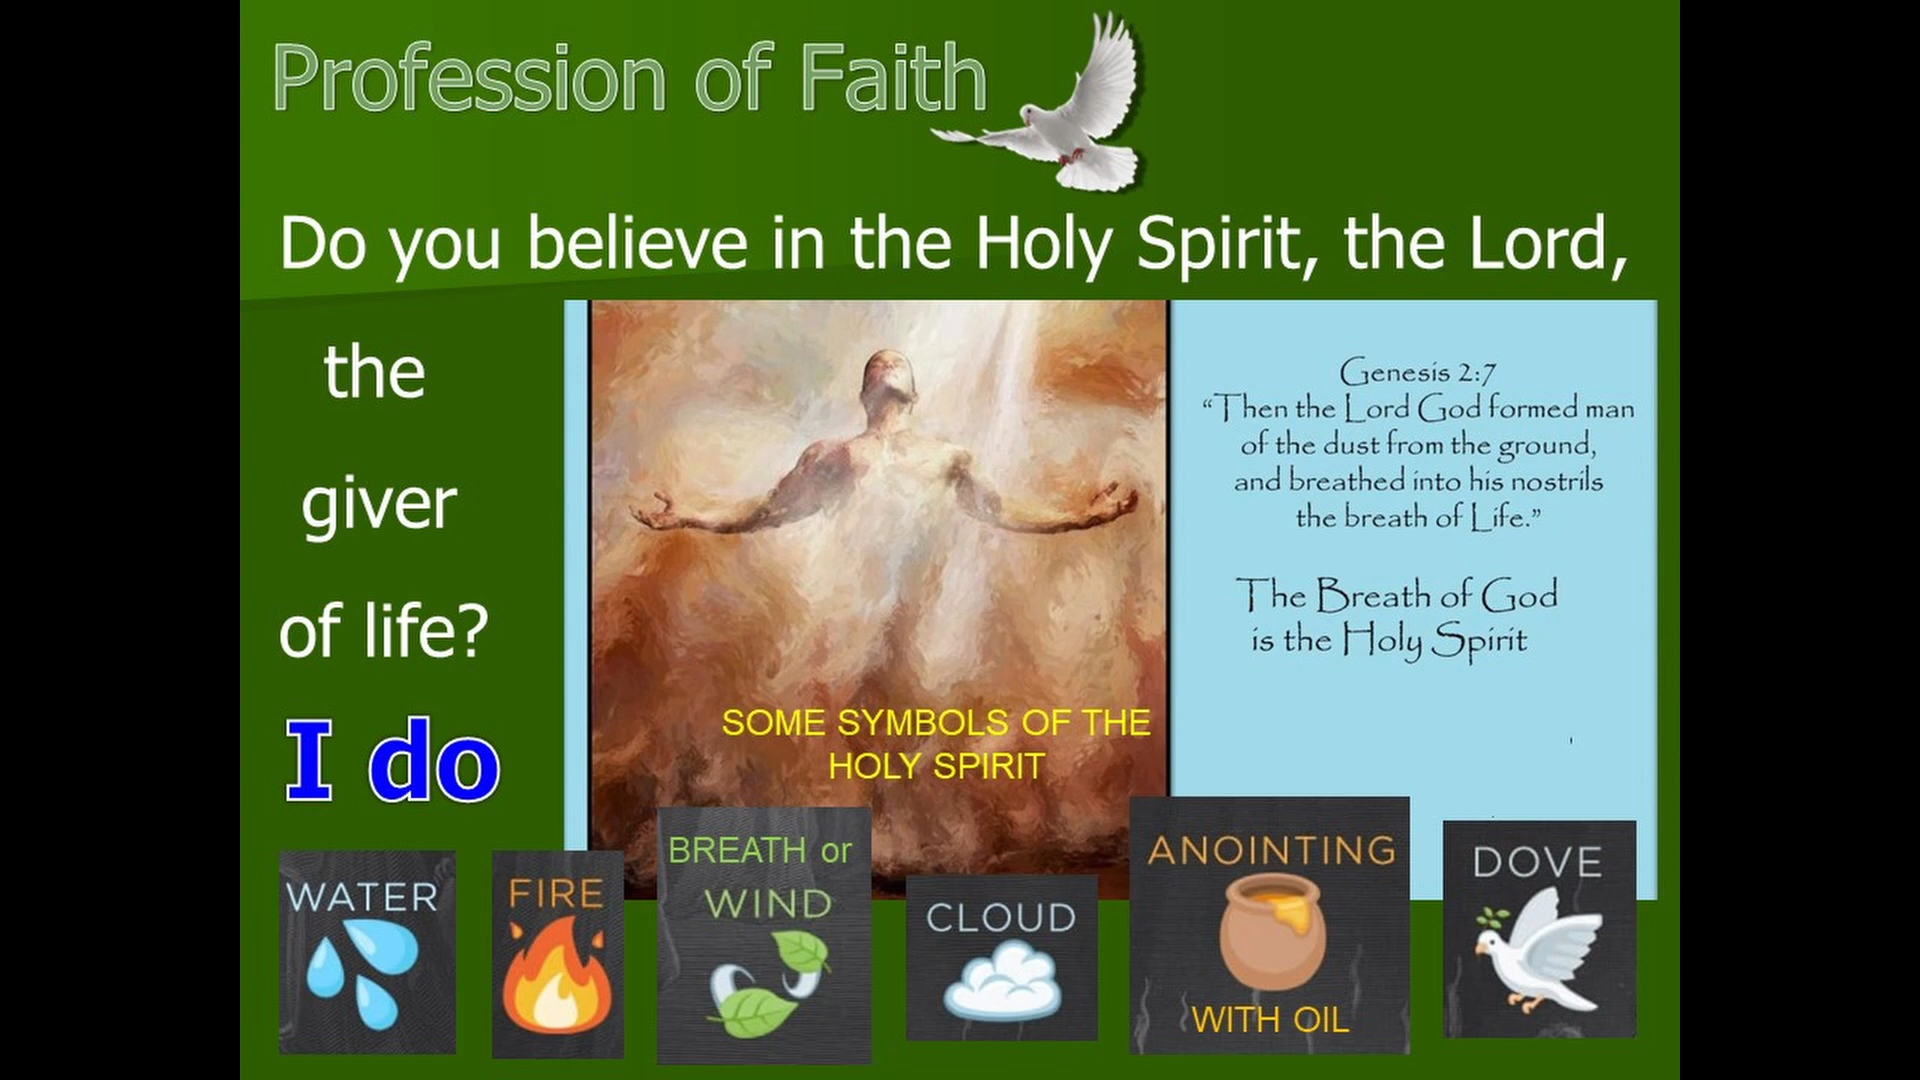 Profession of Faith
Do you believe in the Holy Spirit, the Lord,
the
giver
of life?
I do
Genesis 2:7
“Then the Lord God formed man
of the dust from the ground,
and breathed into his nostrils
the breath of Life.”
The Breath of God
is the Holy Spirit
SOME SYMBOLS OF THE
HOLY SPIRIT
WATER
FIRE
BREATH or
WIND
CLOUD
ANOINTING
WITH OIL
DOVE